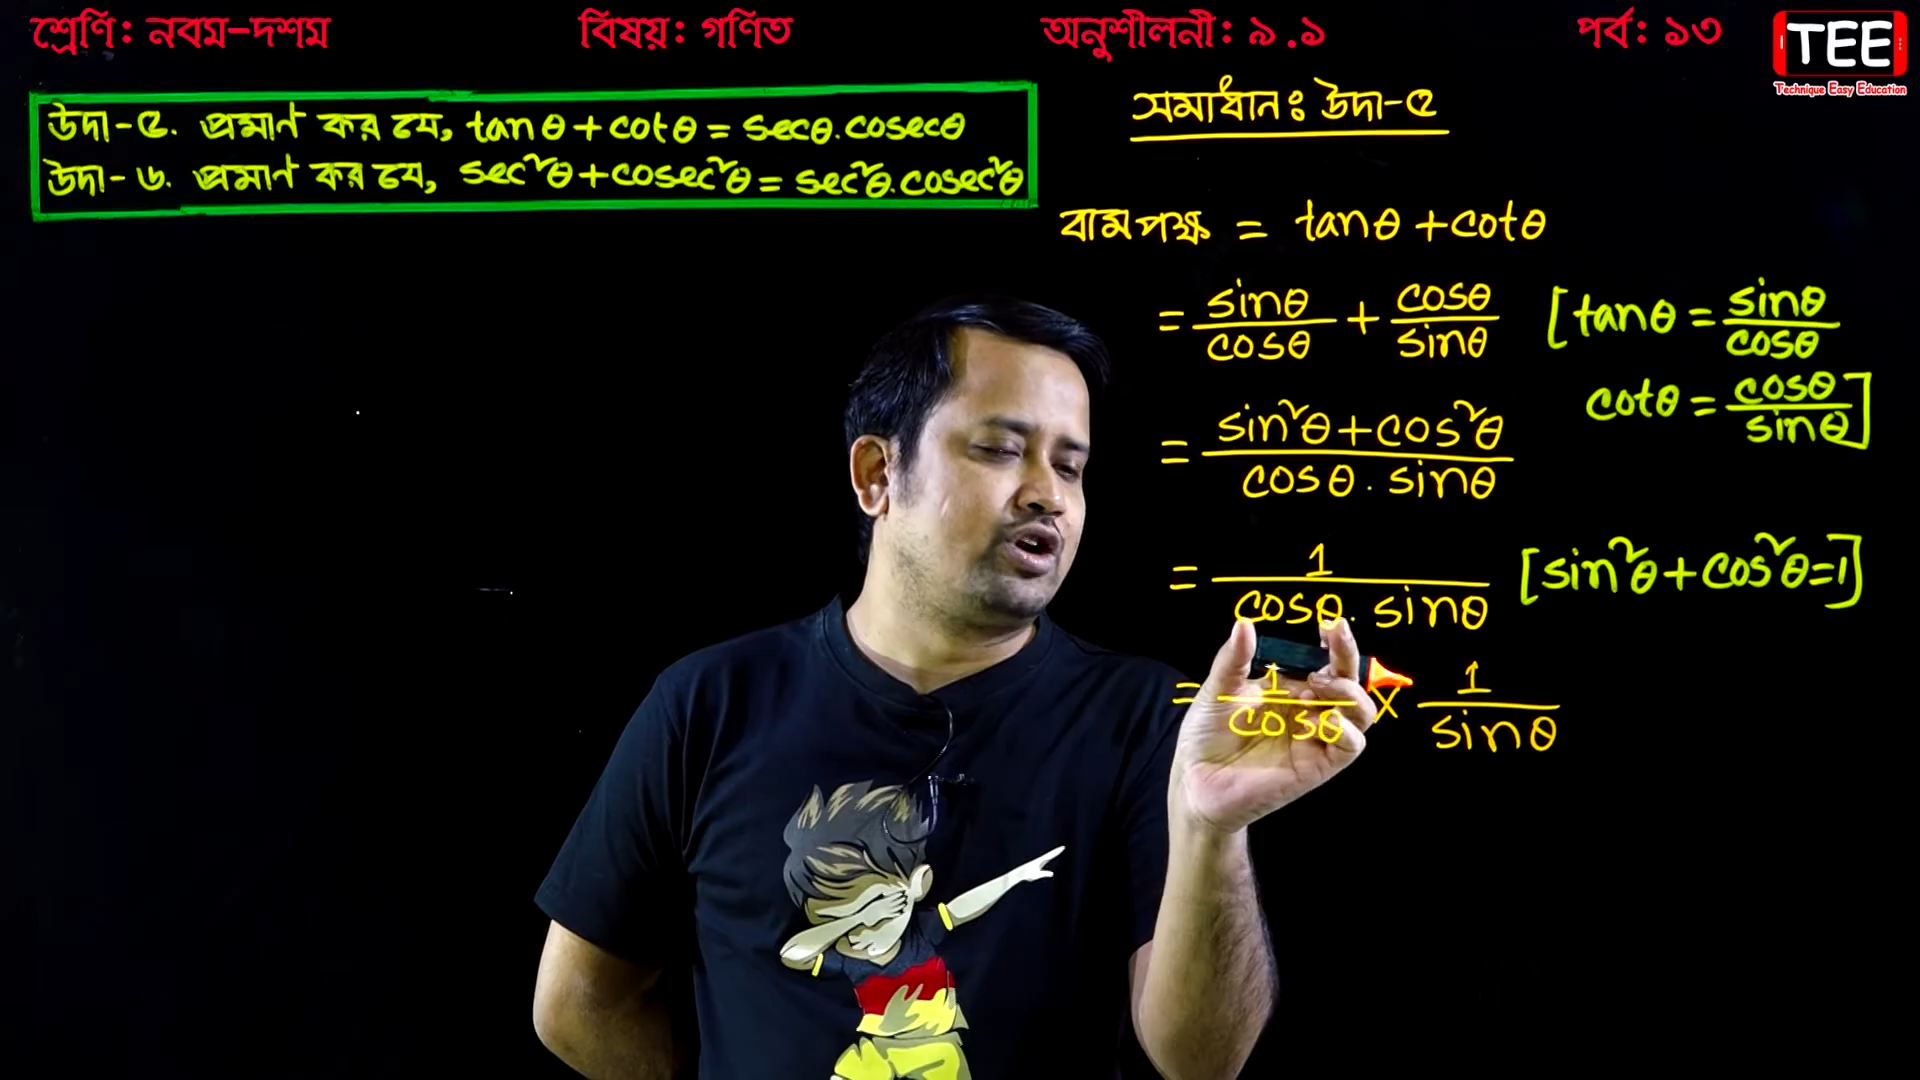 শ্রেণি: নবম-দশম বিষয়: গণিত অনুশীলনী: ৯.১ পর্ব: ১৩
TEE
Technique Easy Education
উদা-৫. প্রমাণ কর যে, tanθ + cotθ = secθ.cosecθ
উদা-৬. প্রমাণ কর যে, sec²θ + cosec²θ = sec²θ.cosec²θ
সমাধান: উদা-৫
বামপক্ষ = tanθ + cotθ
= sinθ/cosθ + cosθ/sinθ [tanθ = sinθ/cosθ
cotθ = cosθ/sinθ]
= sin²θ + cos²θ / cosθ . sinθ
= 1 / cosθ . sinθ [sin²θ + cos²θ = 1]
= 1/cosθ × 1/sinθ